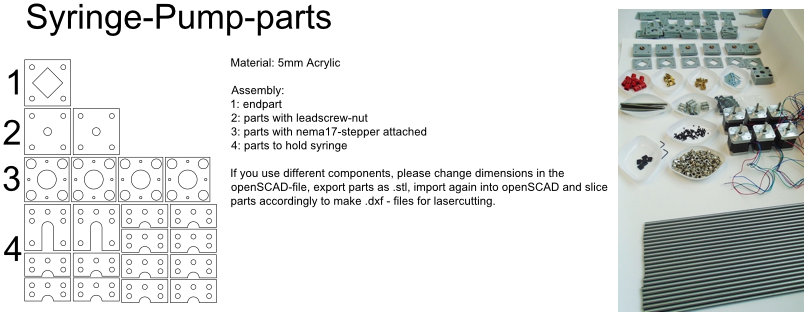 Syringe-Pump-parts
Material: 5mm Acrylic
Assembly:
1: endpart
2: parts with leadscrew-nut
3: parts with nema17-stepper attached
4: parts to hold syringe
If you use different components, please change dimensions in the
openSCAD-file, export parts as .stl, import again into openSCAD and slice
parts accordingly to make .dxf - files for lasercutting.
1
2
3
4